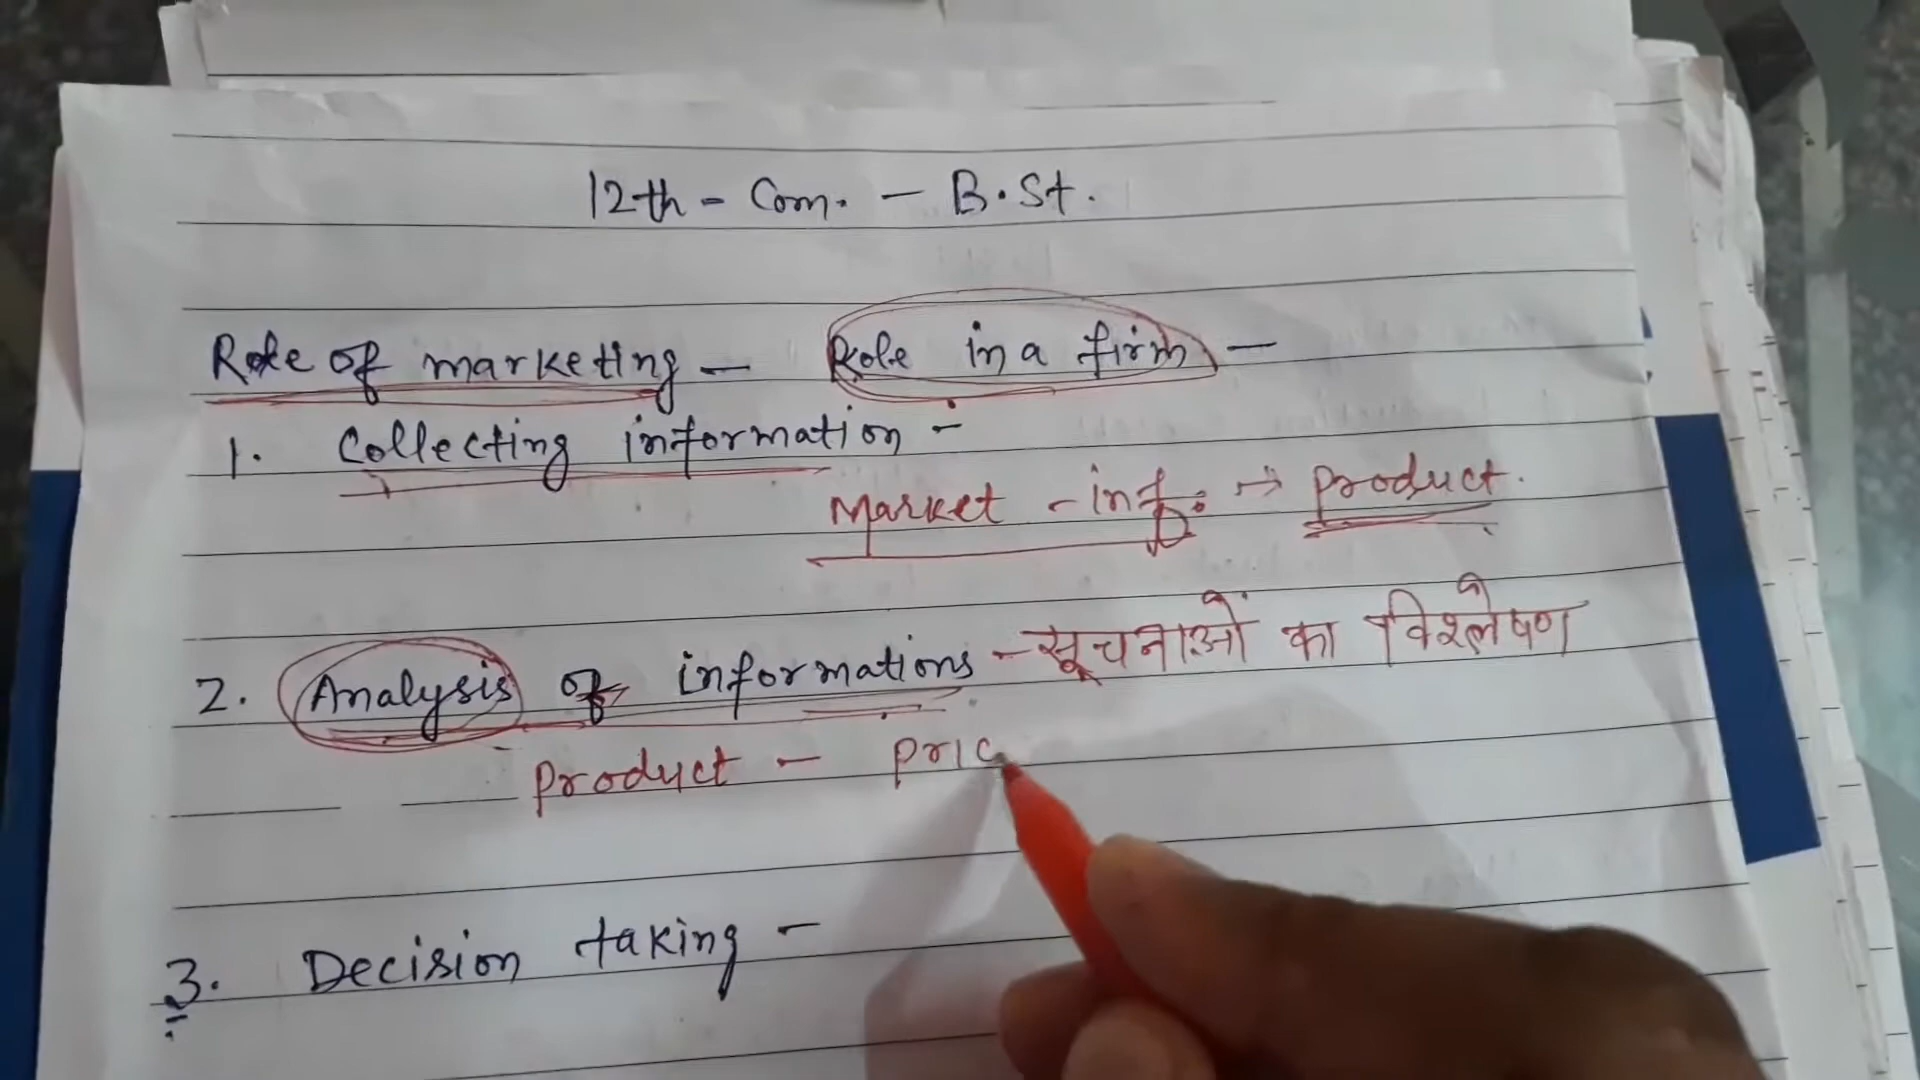 12th - Com. - B.St.
Role of marketing - Role in a firm -
1. Collecting information -
Market - inf. → Product.
2. Analysis of informations - सूचनाओं का विश्लेषण
Product - Pric
3. Decision taking -